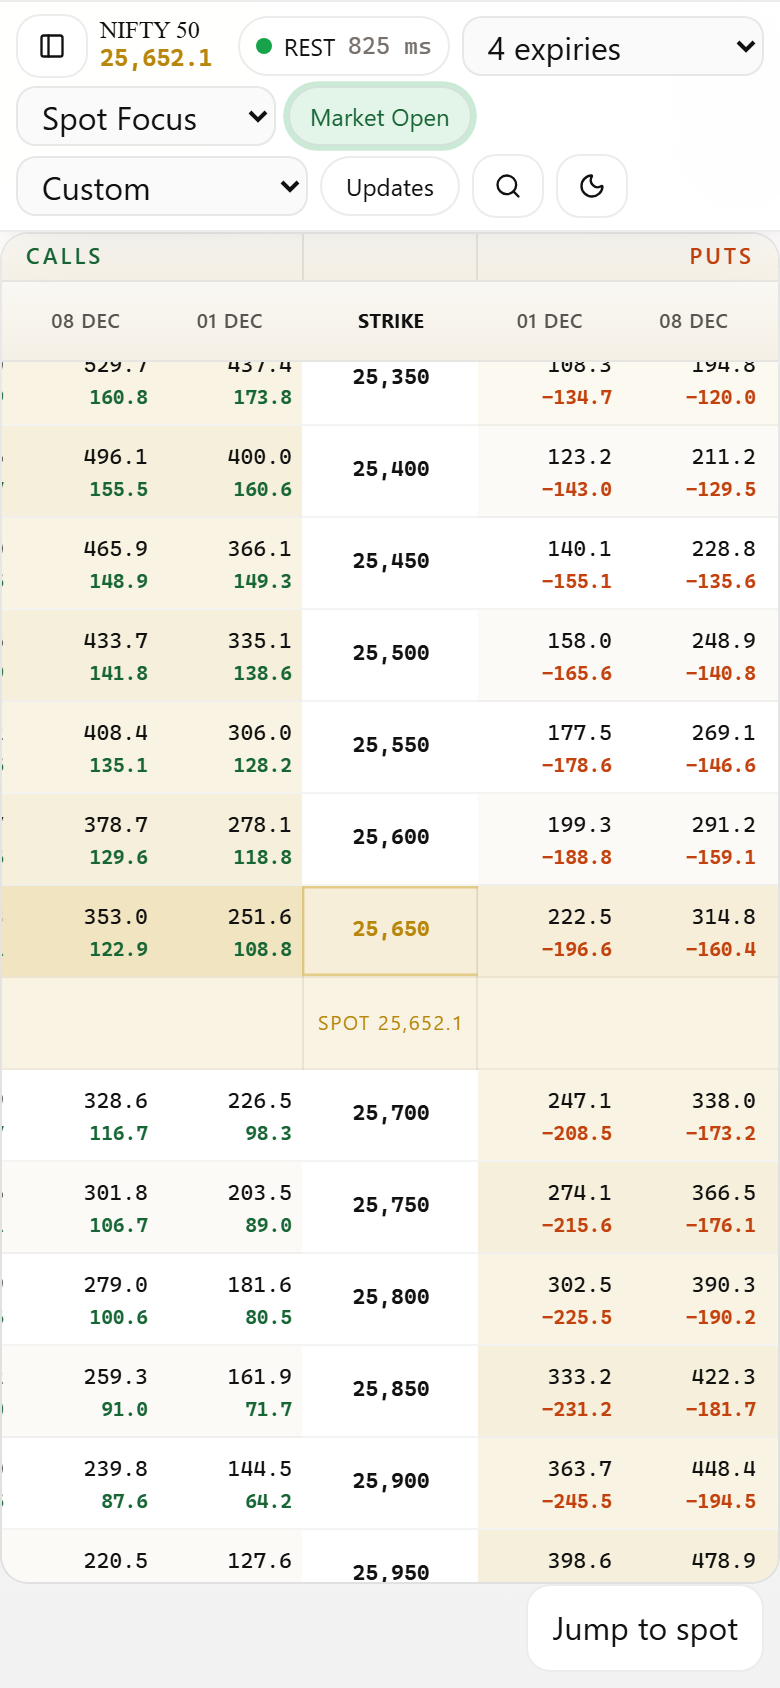 NIFTY 50
25,652.1
REST 825 ms
4 expiries
Spot Focus
Market Open
Custom
Updates
CALLS PUTS
08 DEC 01 DEC STRIKE 01 DEC 08 DEC
529.7 437.4 25,350 108.3 194.8
160.8 173.8 −134.7 −120.0
496.1 400.0 25,400 123.2 211.2
155.5 160.6 −143.0 −129.5
465.9 366.1 25,450 140.1 228.8
148.9 149.3 −155.1 −135.6
433.7 335.1 25,500 158.0 248.9
141.8 138.6 −165.6 −140.8
408.4 306.0 25,550 177.5 269.1
135.1 128.2 −178.6 −146.6
378.7 278.1 25,600 199.3 291.2
129.6 118.8 −188.8 −159.1
353.0 251.6 25,650 222.5 314.8
122.9 108.8 −196.6 −160.4
SPOT 25,652.1
328.6 226.5 25,700 247.1 338.0
116.7 98.3 −208.5 −173.2
301.8 203.5 25,750 274.1 366.5
106.7 89.0 −215.6 −176.1
279.0 181.6 25,800 302.5 390.3
100.6 80.5 −225.5 −190.2
259.3 161.9 25,850 333.2 422.3
91.0 71.7 −231.2 −181.7
239.8 144.5 25,900 363.7 448.4
87.6 64.2 −245.5 −194.5
220.5 127.6 25,950 398.6 478.9
Jump to spot